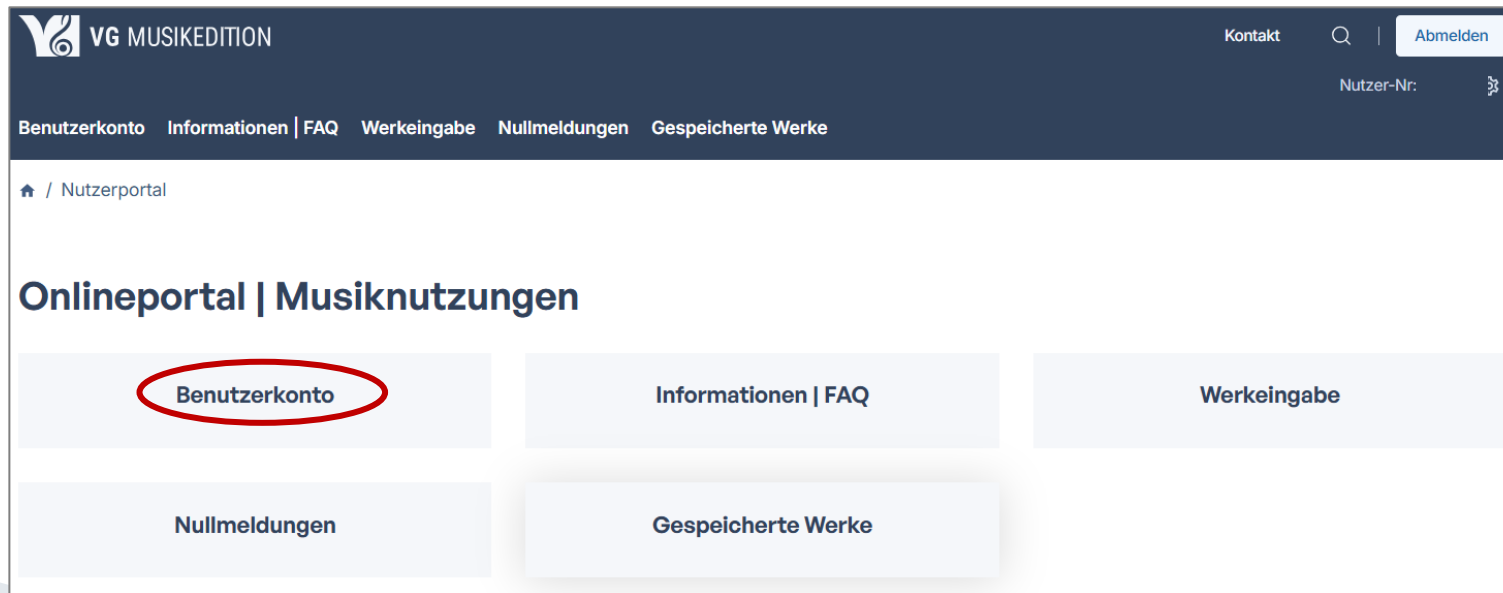 VG MUSIKEDITION
Kontakt | Abmelden
Nutzer-Nr:
Benutzerkonto Informationen | FAQ Werkeingabe Nullmeldungen Gespeicherte Werke
/ Nutzerportal
Onlineportal | Musiknutzungen
Benutzerkonto Informationen | FAQ Werkeingabe
Nullmeldungen Gespeicherte Werke